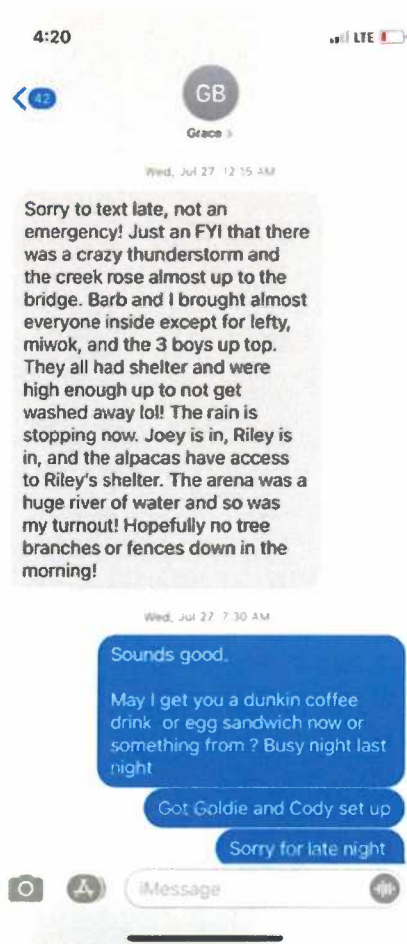 4:20
LTE
42
GB
Grace >
Wed, Jul 27 12:15 AM
Sorry to text late, not an
emergency! Just an FYI that there
was a crazy thunderstorm and
the creek rose almost up to the
bridge. Barb and I brought almost
everyone inside except for lefty,
miwok, and the 3 boys up top.
They all had shelter and were
high enough up to not get
washed away lol! The rain is
stopping now. Joey is in, Riley is
in, and the alpacas have access
to Riley's shelter. The arena was a
huge river of water and so was
my turnout! Hopefully no tree
branches or fences down in the
morning!
Wed, Jul 27 7:30 AM
Sounds good.
May I get you a dunkin coffee
drink or egg sandwich now or
something from ? Busy night last
night
Got Goldie and Cody set up
Sorry for late night
iMessage